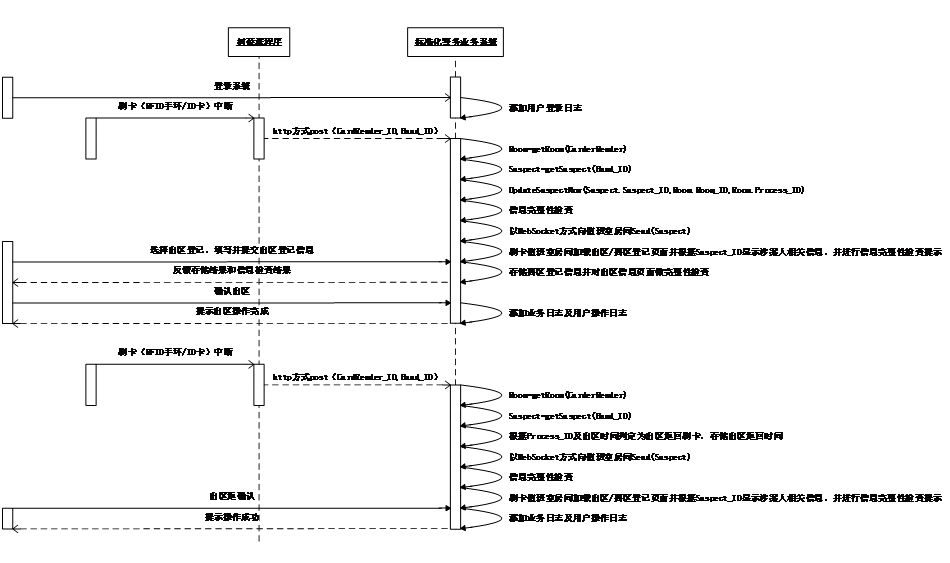 树莓派程序
标准化警务业务系统
登录系统
添加用户登录日志
刷卡（RFID手环/ID卡）中断
http方式post（CardReader_ID,Band_ID）
Room=getRoom(CarderReader)
Suspect=getSuspect(Band_ID)
UpdateSuspectNow(Suspect.Suspect_ID,Room.Room_ID,Room.Process_ID)
信息完整性检查
以WebSocket方式向值班室房间Send(Suspect)
选择出区登记，填写并提交出区登记信息
刷卡值班室房间加载出区/离区登记页面并根据Suspect_ID显示涉案人相关信息，并进行信息完整性检查提示
反馈存储结果和信息检查结果
存储离区登记信息并对出区信息页面做完整性检查
确认出区
提示出区操作完成
添加业务日志及用户操作日志
刷卡（RFID手环/ID卡）中断
http方式post（CardReader_ID,Band_ID）
Room=getRoom(CarderReader)
Suspect=getSuspect(Band_ID)
根据Process_ID及出区时间判定为出区返回刷卡，存储出区返回时间
以WebSocket方式向值班室房间Send(Suspect)
信息完整性检查
出区返确认
刷卡值班室房间加载出区/离区登记页面并根据Suspect_ID显示涉案人相关信息，并进行信息完整性检查提示
提示操作成功
添加业务日志及用户操作日志